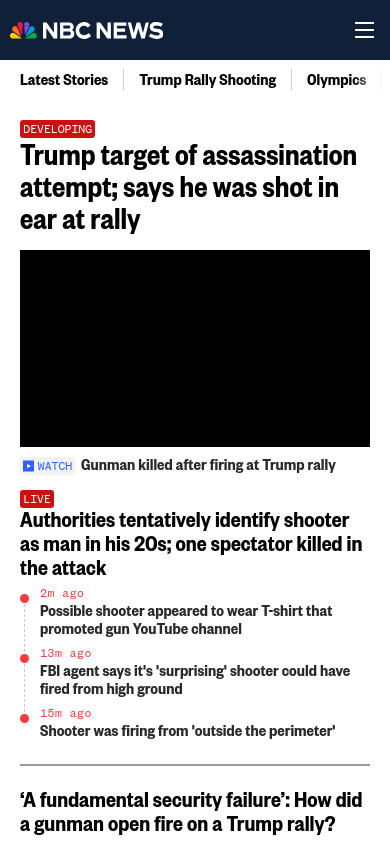 NBC NEWS
Latest Stories
Trump Rally Shooting
Olympics
DEVELOPING
Trump target of assassination
attempt; says he was shot in
ear at rally
WATCH Gunman killed after firing at Trump rally
LIVE
Authorities tentatively identify shooter
as man in his 20s; one spectator killed in
the attack
2m ago
Possible shooter appeared to wear T-shirt that
promoted gun YouTube channel
13m ago
FBI agent says it's 'surprising' shooter could have
fired from high ground
15m ago
Shooter was firing from 'outside the perimeter'
‘A fundamental security failure’: How did
a gunman open fire on a Trump rally?